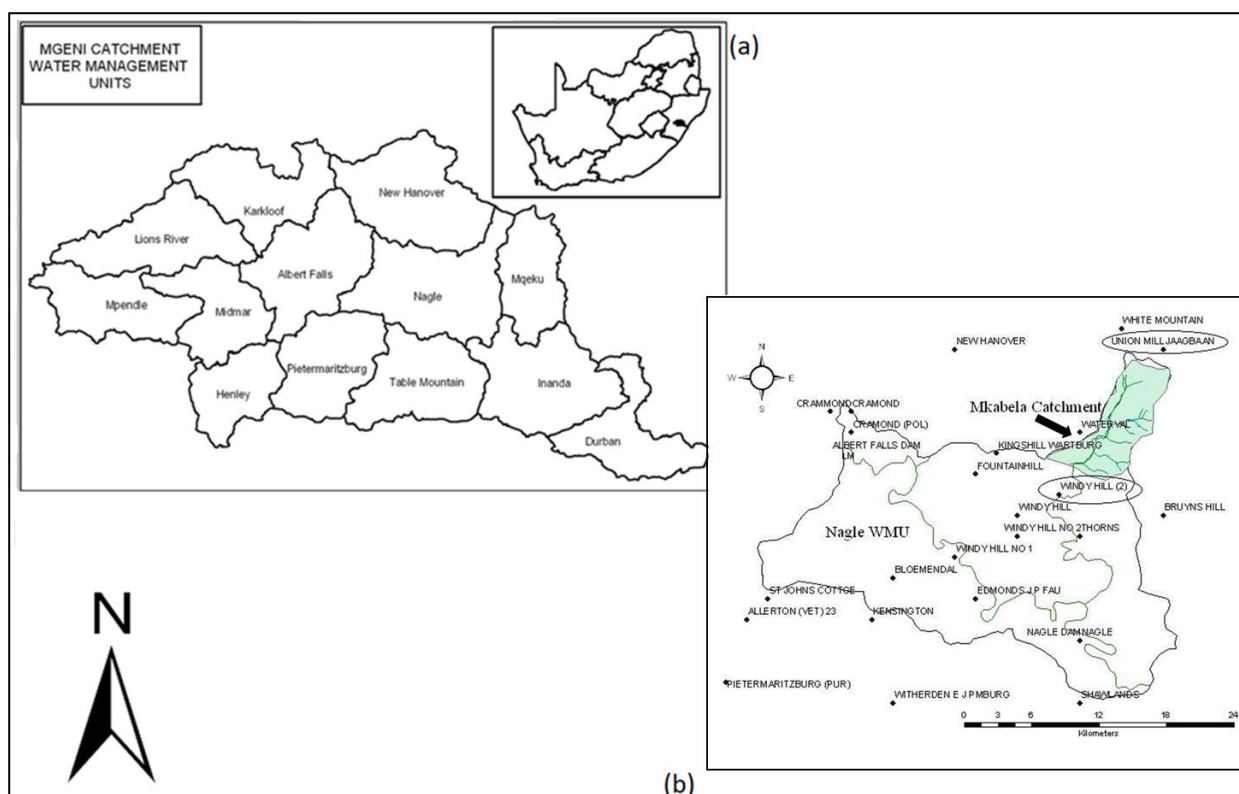 MGENI CATCHMENT
WATER MANAGEMENT
UNITS
(a)
New Hanover
Karkloof
Lions River
Albert Falls
Mqeku
Nagle
Mpendle
Midmar
Pietermaritzburg
Table Mountain
Inanda
Henley
Durban
N
(b)
WHITE MOUNTAIN
NEW HANOVER
UNION MILL JAAGBAAN
N
W
E
S
Mkabela Catchment
CRAMMOND CRAMOND
CRAMOND (POL)
WATERVAL
ALBERT FALLS DAM
LM
KINGSHILL WARTBURG
FOUNTAINHILL
WINDY HILL (2)
WINDY HILL
BRUYNS HILL
Nagle WMU
WINDY HILL NO 2 THORNS
WINDY HILL NO 1
BLOEMENDAL
ST JOHNS COTTGE
EDMONDS J P FAU
ALLERTON (VET) 23
KENSINGTON
NAGLE DAM NAGLE
PIETERMARITZBURG (PUR)
WITHERDEN E J PMBURG
SHAWLANDS
0 3 6 12 18 24
Kilometers